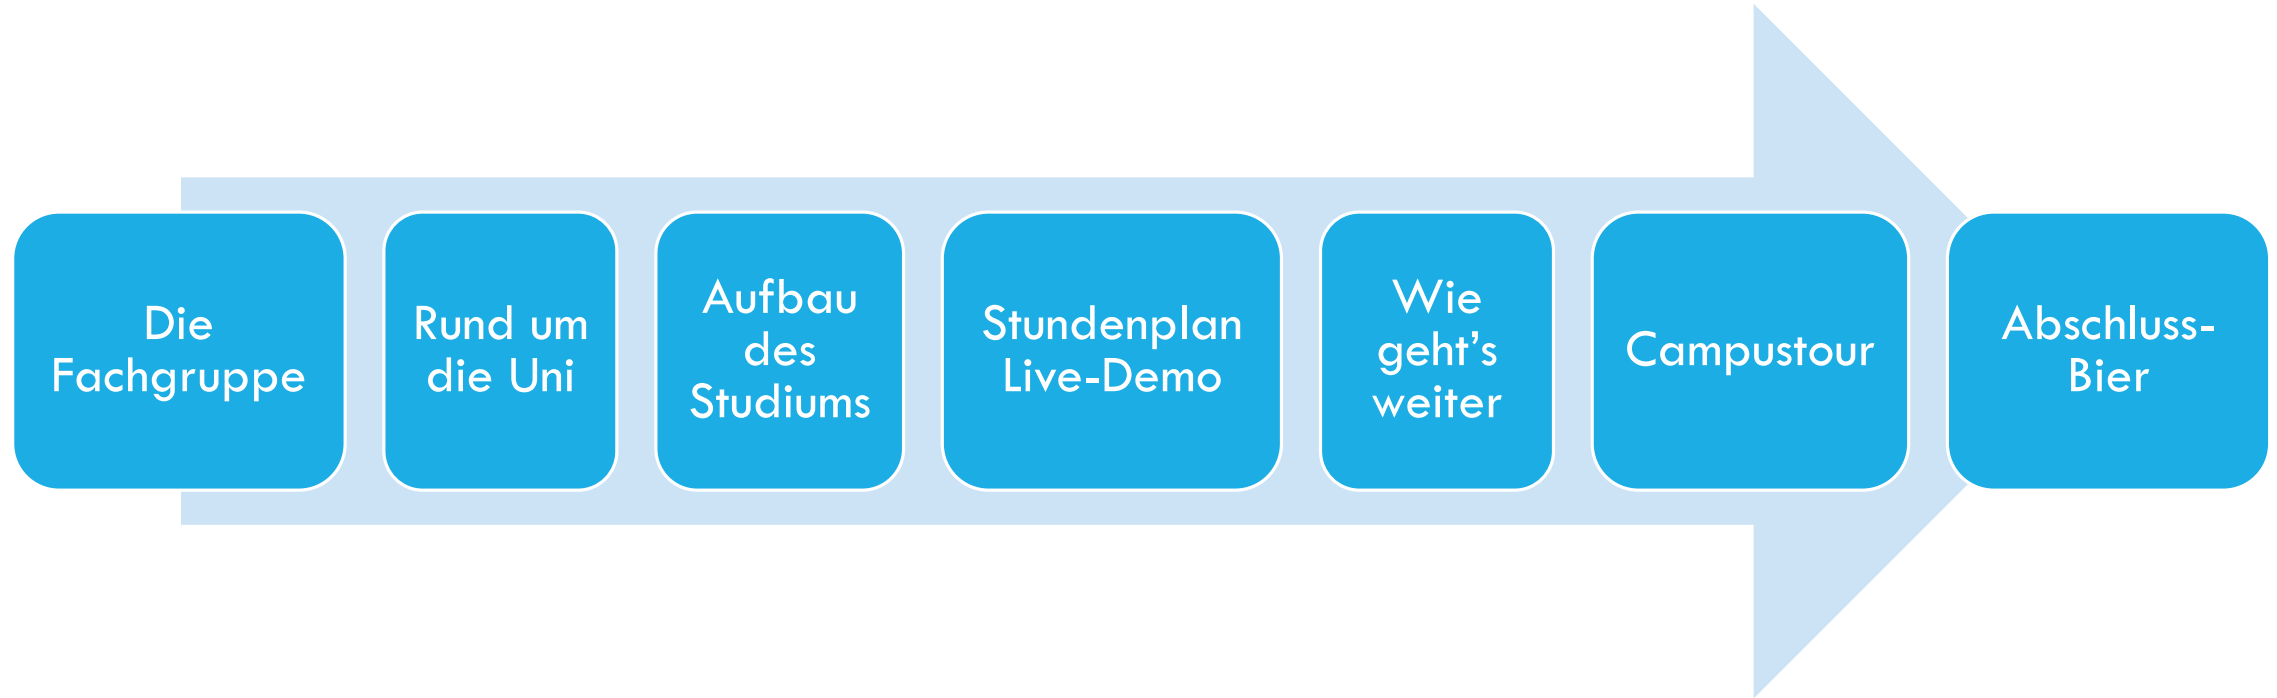 Die
Fachgruppe
Rund um
die Uni
Aufbau
des
Studiums
Stundenplan
Live-Demo
Wie
geht’s
weiter
Campustour
Abschluss-
Bier